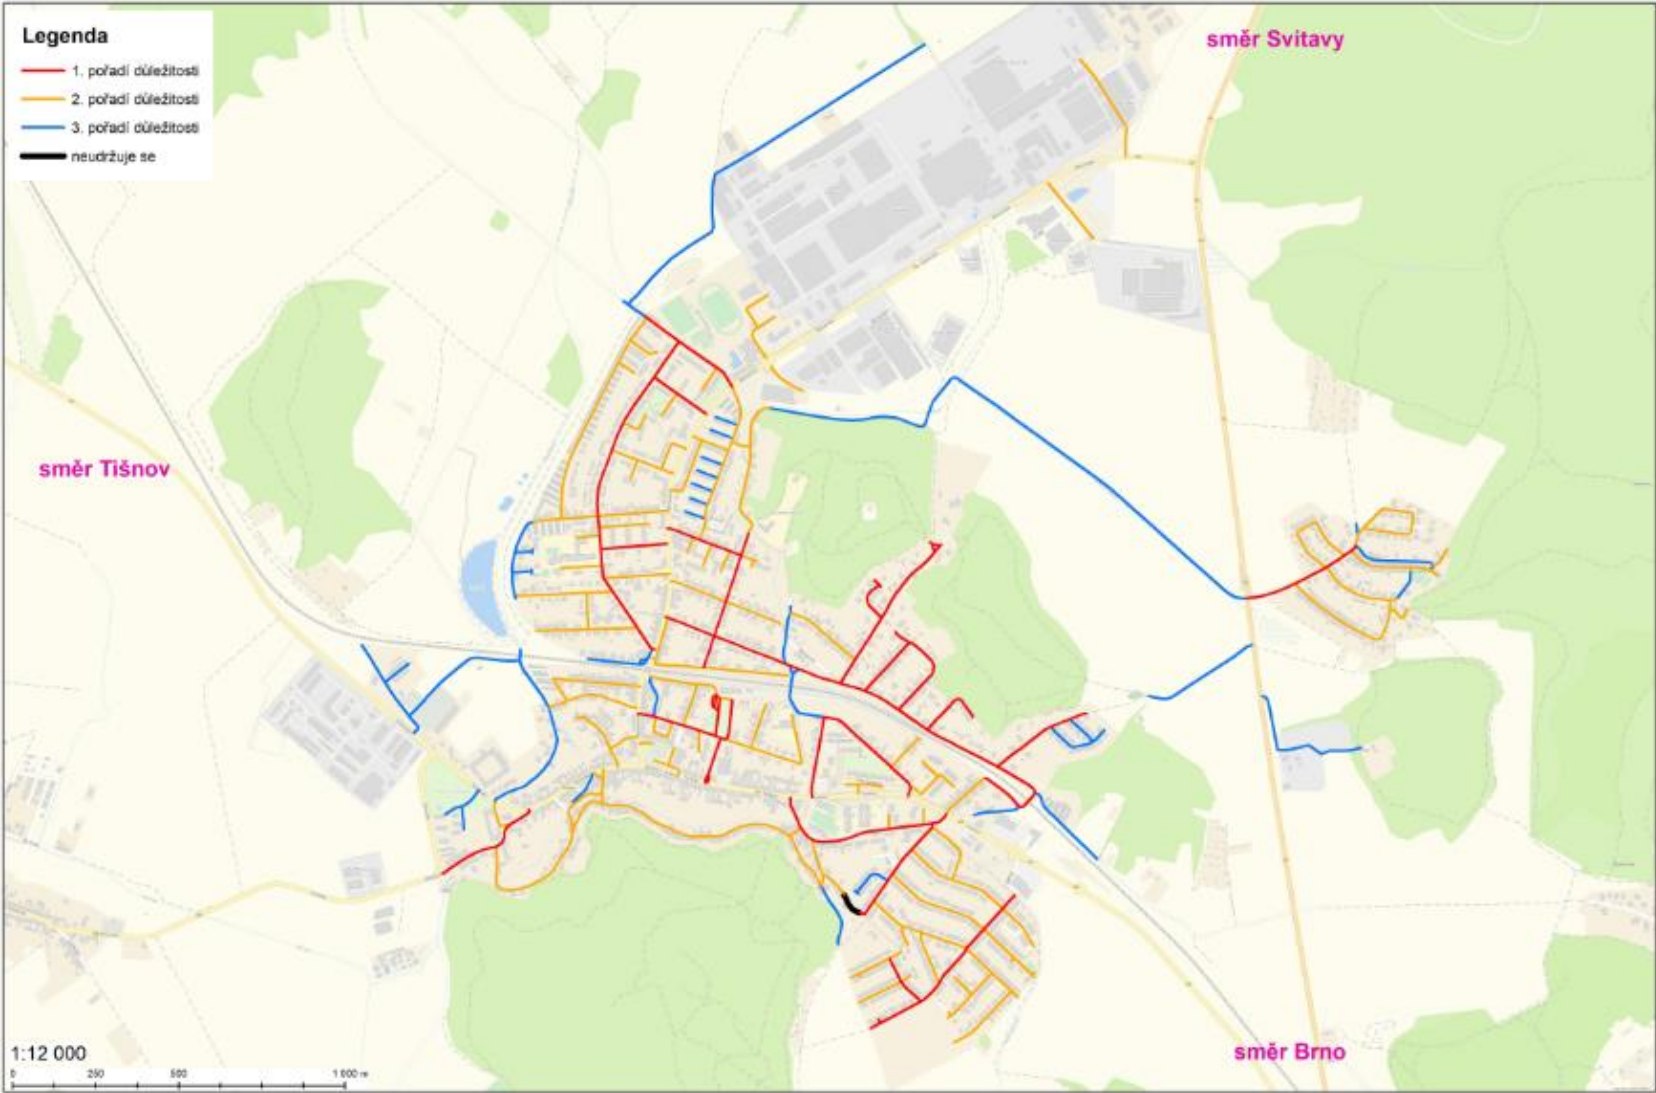 Legenda
1. pořadí důležitosti
2. pořadí důležitosti
3. pořadí důležitosti
neudržuje se
směr Svitavy
směr Tišnov
směr Brno
1:12 000
0 250 500 1 000 m